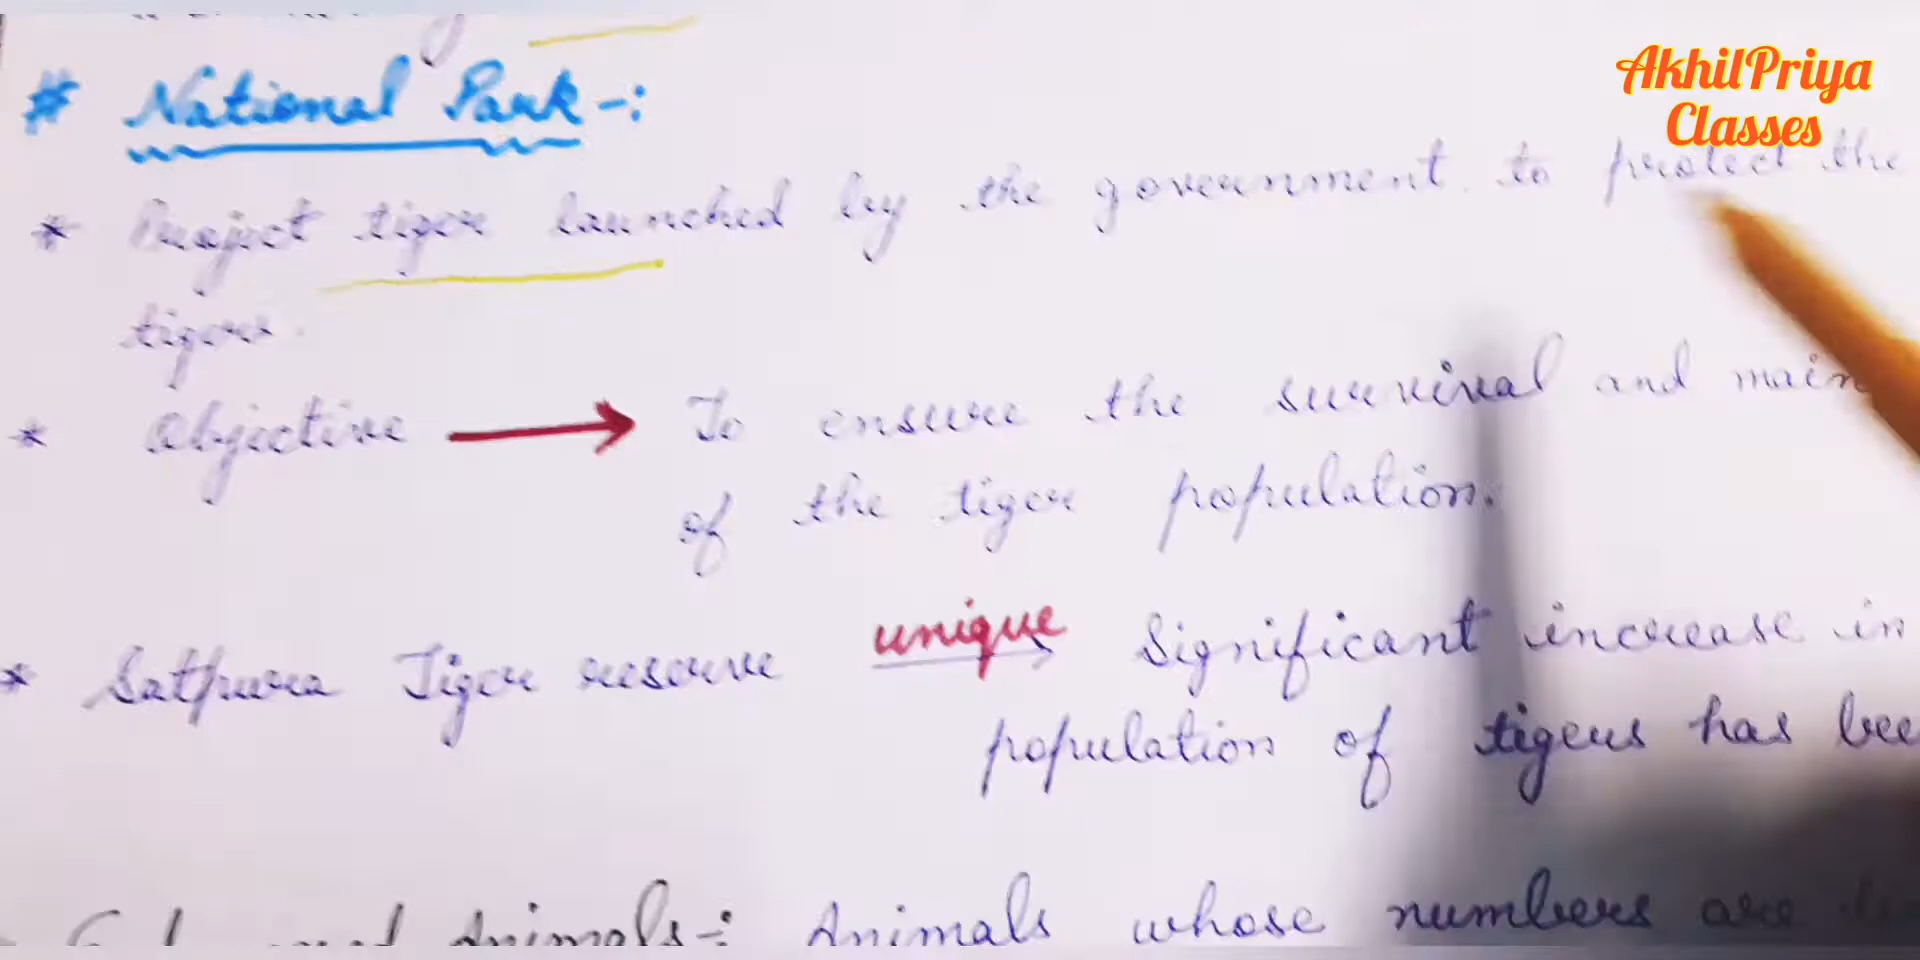 AkhilPriya
Classes
# National Park -:
* Project tiger launched by the government to protect the
tigers.
* Objective → To ensure the survival and main
of the tiger population.
* Sathpura Tiger reserve unique Significant increase in
population of tigers has bee
Animals -: Animals whose numbers are